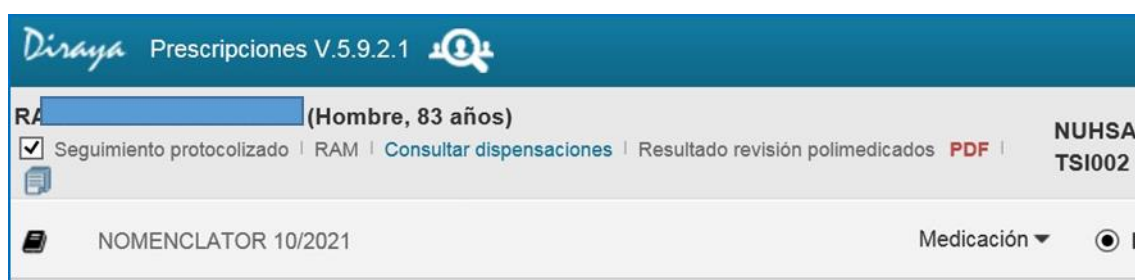 Diraya Prescripciones V.5.9.2.1
(Hombre, 83 años)
NUHSA
Seguimiento protocolizado | RAM | Consultar dispensaciones | Resultado revisión polimedicados PDF |
TSI002
NOMENCLATOR 10/2021 Medicación